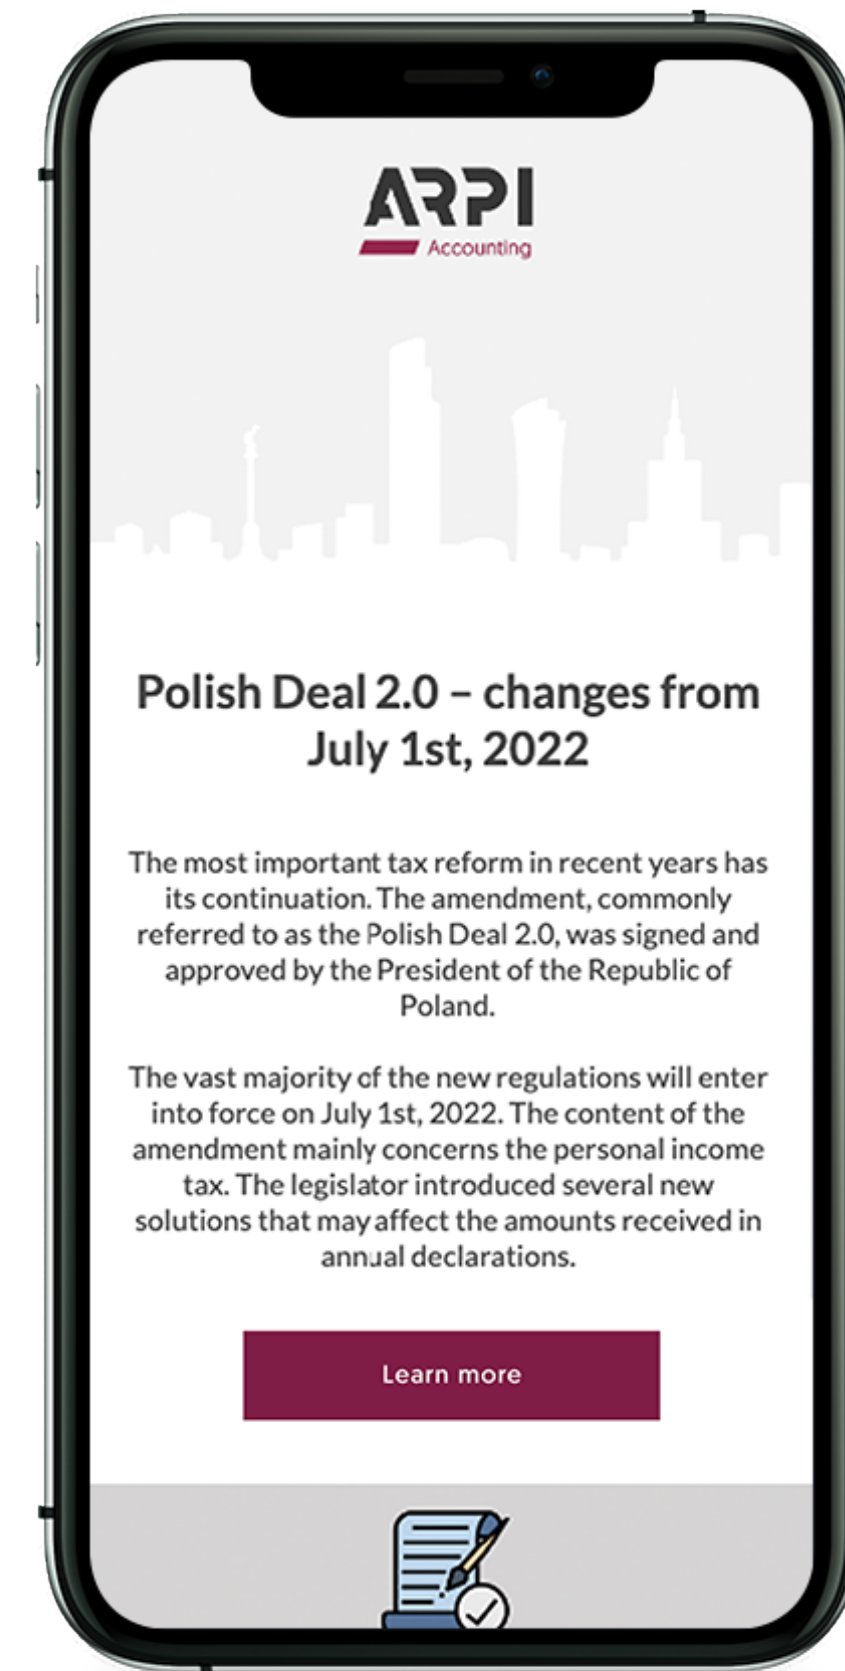 ARPI
Accounting
Polish Deal 2.0 – changes from
July 1st, 2022
The most important tax reform in recent years has
its continuation. The amendment, commonly
referred to as the Polish Deal 2.0, was signed and
approved by the President of the Republic of
Poland.
The vast majority of the new regulations will enter
into force on July 1st, 2022. The content of the
amendment mainly concerns the personal income
tax. The legislator introduced several new
solutions that may affect the amounts received in
annual declarations.
Learn more